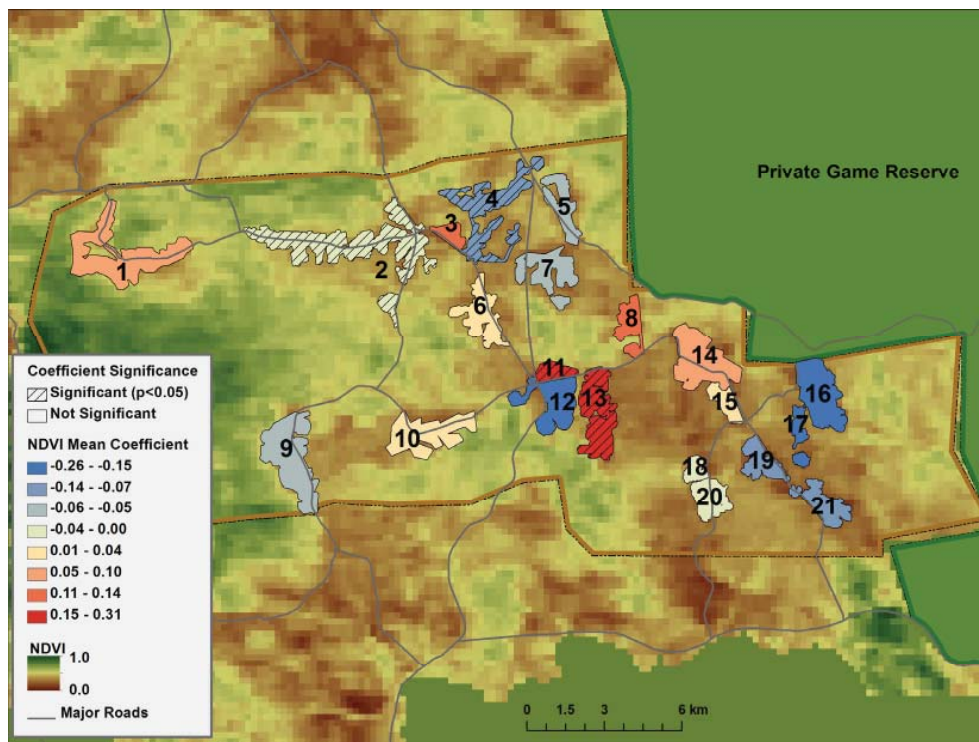 Private Game Reserve
1
2
3
4
5
6
7
8
9
10
11
12
13
14
15
16
17
18
19
20
21
Coefficient Significance
Significant (p<0.05)
Not Significant
NDVI Mean Coefficient
-0.26 - -0.15
-0.14 - -0.07
-0.06 - -0.05
-0.04 - 0.00
0.01 - 0.04
0.05 - 0.10
0.11 - 0.14
0.15 - 0.31
NDVI
1.0
0.0
Major Roads
0 1.5 3 6 km